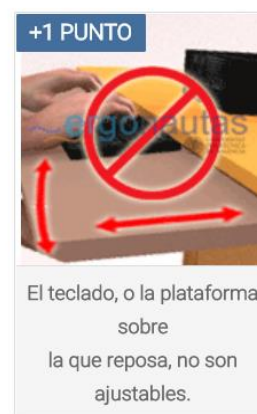 +1 PUNTO
ergonautas
El teclado, o la plataforma
sobre
la que reposa, no son
ajustables.